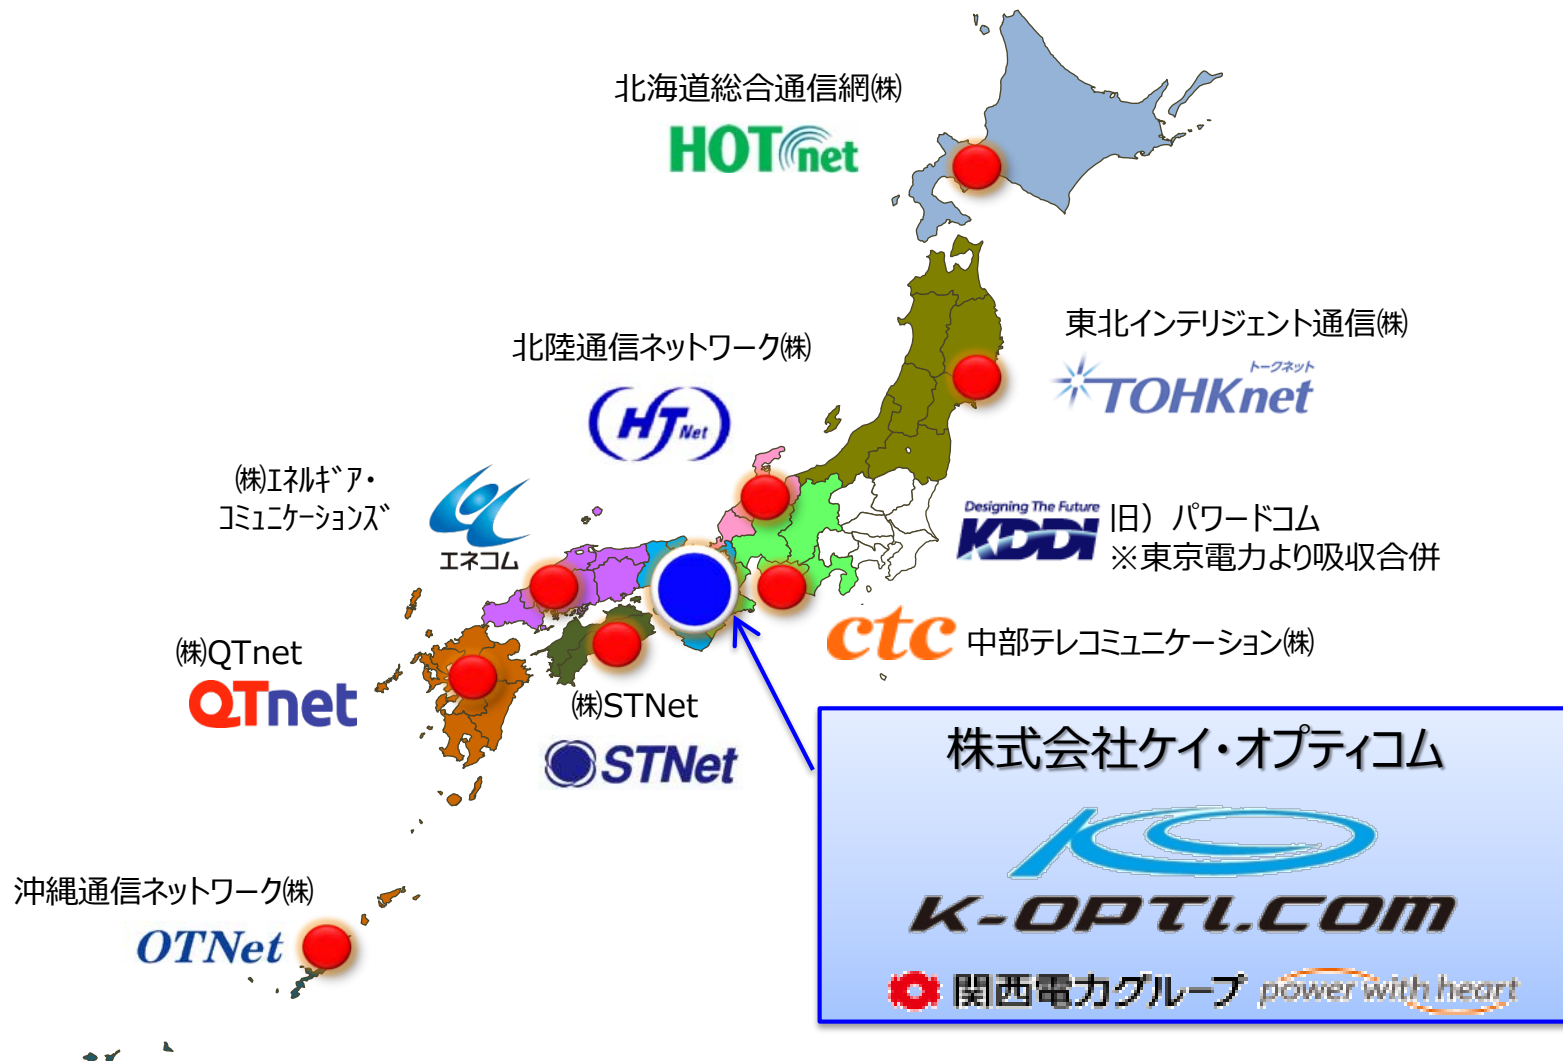 北海道総合通信網㈱
HOTnet
東北インテリジェント通信㈱
トークネット
TOHKnet
北陸通信ネットワーク㈱
HTNet
㈱エネルギア・
コミュニケーションズ
エネコム
Designing The Future
KDDI
旧）パワードコム
※東京電力より吸収合併
ctc
中部テレコミュニケーション㈱
㈱QTnet
QTnet
㈱STNet
STNet
沖縄通信ネットワーク㈱
OTNet
株式会社ケイ・オプティコム
K-OPTI.COM
関西電力グループ power with heart